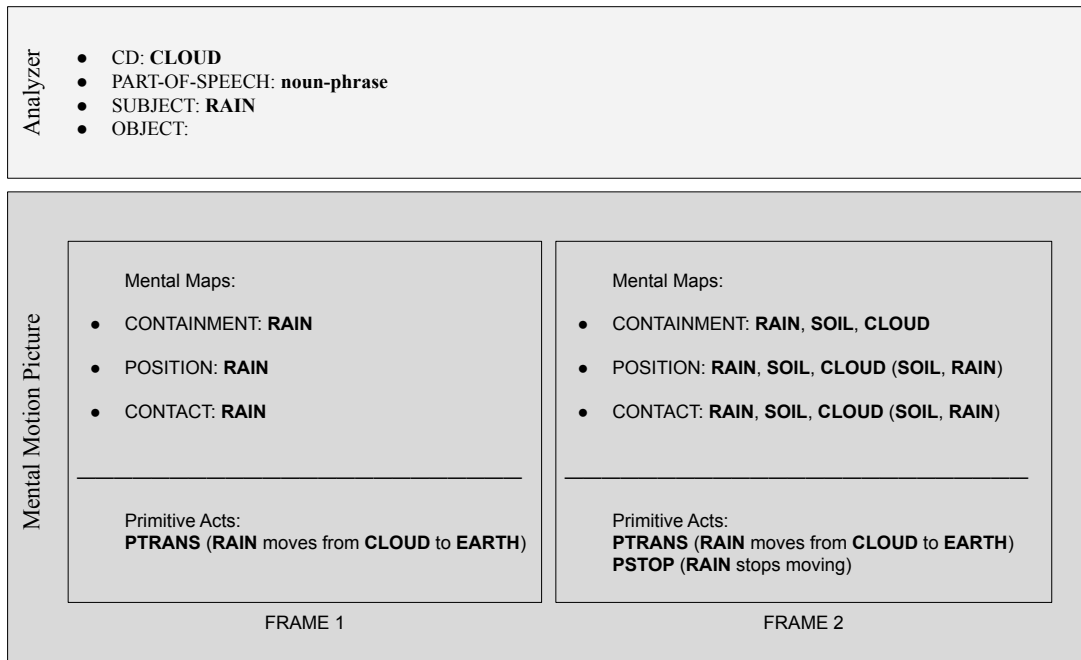 Analyzer
● CD: CLOUD
● PART-OF-SPEECH: noun-phrase
● SUBJECT: RAIN
● OBJECT:
Mental Motion Picture
Mental Maps:
● CONTAINMENT: RAIN
● POSITION: RAIN
● CONTACT: RAIN
Primitive Acts:
PTRANS (RAIN moves from CLOUD to EARTH)
FRAME 1
Mental Maps:
● CONTAINMENT: RAIN, SOIL, CLOUD
● POSITION: RAIN, SOIL, CLOUD (SOIL, RAIN)
● CONTACT: RAIN, SOIL, CLOUD (SOIL, RAIN)
Primitive Acts:
PTRANS (RAIN moves from CLOUD to EARTH)
PSTOP (RAIN stops moving)
FRAME 2